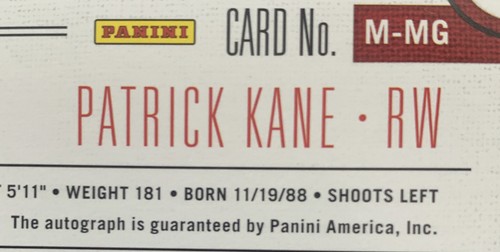 PANINI CARD No. M-MG
PATRICK KANE • RW
5'11" • WEIGHT 181 • BORN 11/19/88 • SHOOTS LEFT
The autograph is guaranteed by Panini America, Inc.